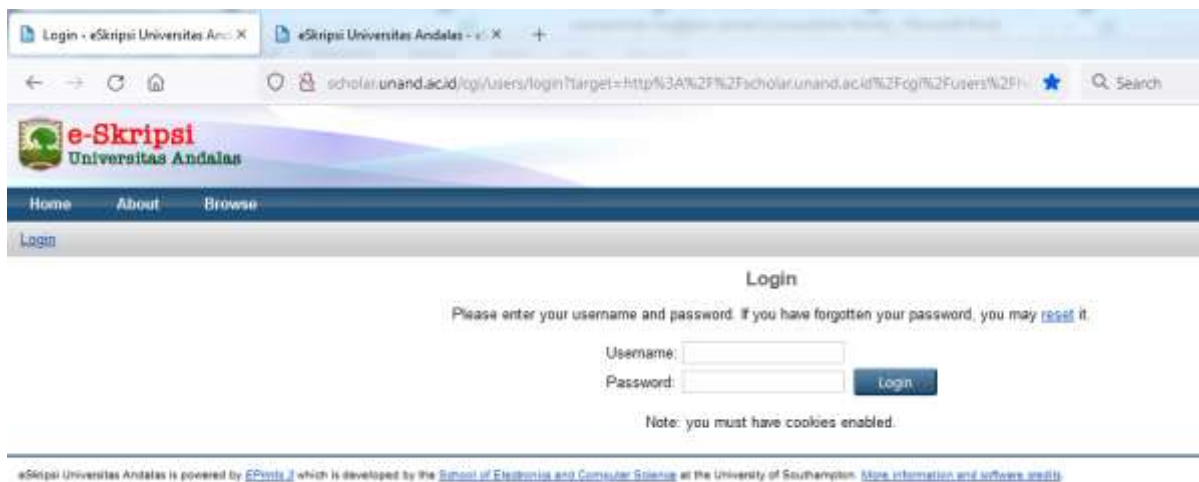 Login - eSkripsi Universitas An
eSkripsi Universitas Andalas - e
scholar.unand.ac.id/cgi/users/login?target=http%3A%2F%2Fscholar.unand.ac.id%2Fcgi%2Fusers%2Fh
Search
e-Skripsi
Universitas Andalas
Home About Browse
Login
Login
Please enter your username and password. If you have forgotten your password, you may reset it.
Username:
Password:
Login
Note: you must have cookies enabled.
eSkripsi Universitas Andalas is powered by EPrints 3 which is developed by the School of Electronics and Computer Science at the University of Southampton. More information and software credits.